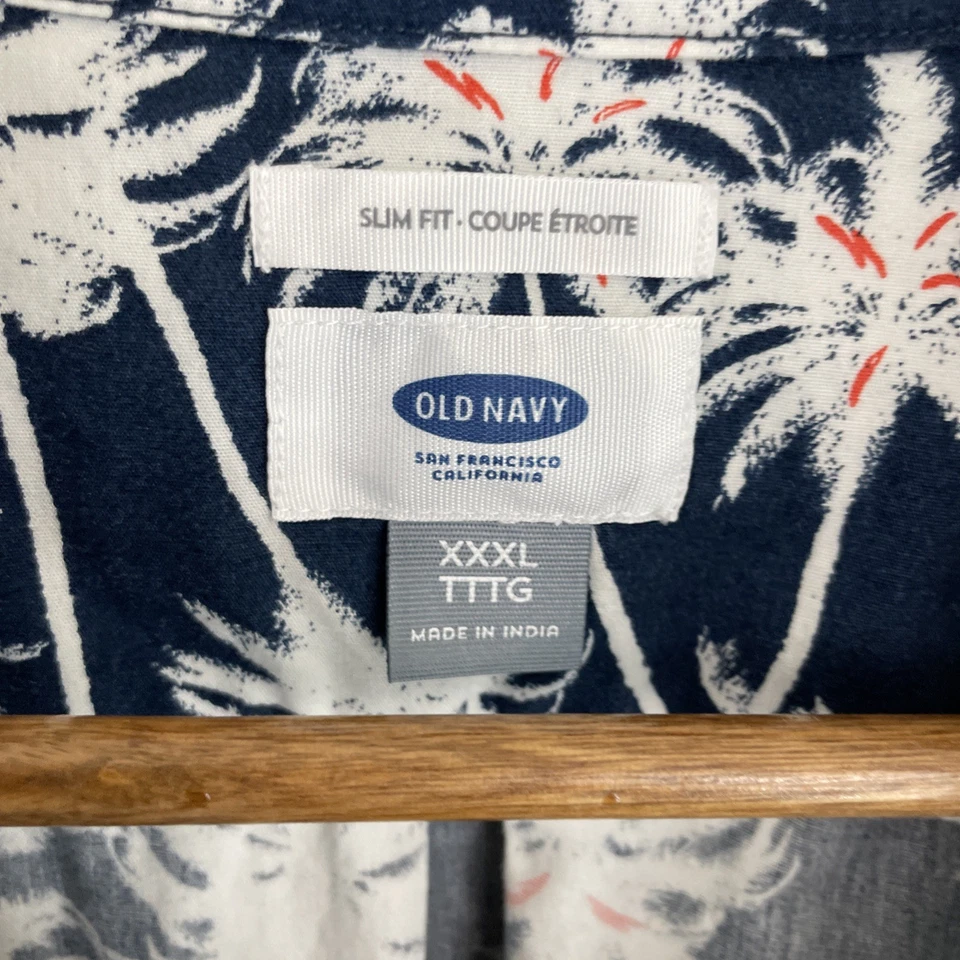 SLIM FIT · COUPE ÉTROITE
OLD NAVY
SAN FRANCISCO
CALIFORNIA
XXXL
TTTG
MADE IN INDIA